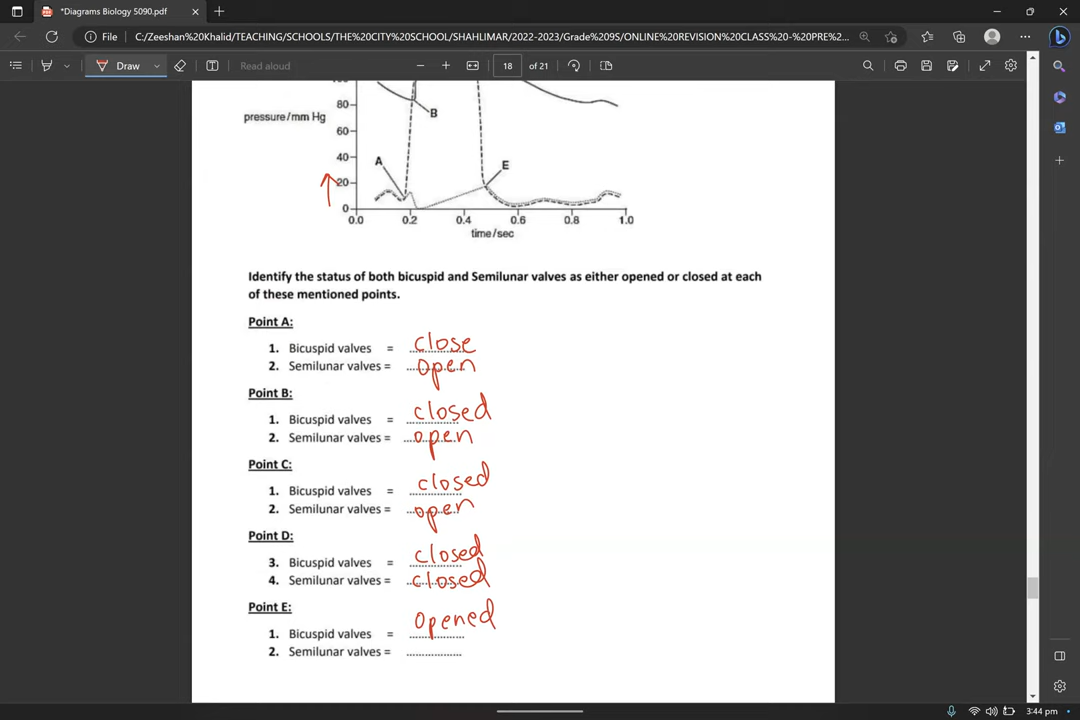 *Diagrams Biology 5090.pdf
File C:/Zeeshan%20Khalid/TEACHING/SCHOOLS/THE%20CITY%20SCHOOL/SHAHLIMAR/2022-2023/Grade%209S/ONLINE%20REVISION%20CLASS%20-%20PRE%...
Draw Read aloud 18 of 21
100
80
B
pressure/mm Hg
60
40
A
E
20
0
0.0 0.2 0.4 0.6 0.8 1.0
time/sec
Identify the status of both bicuspid and Semilunar valves as either opened or closed at each
of these mentioned points.
Point A:
1. Bicuspid valves = close
2. Semilunar valves = open
Point B:
1. Bicuspid valves = closed
2. Semilunar valves = open
Point C:
1. Bicuspid valves = closed
2. Semilunar valves = open
Point D:
3. Bicuspid valves = closed
4. Semilunar valves = closed
Point E:
1. Bicuspid valves = opened
2. Semilunar valves = ..................
3:44 pm